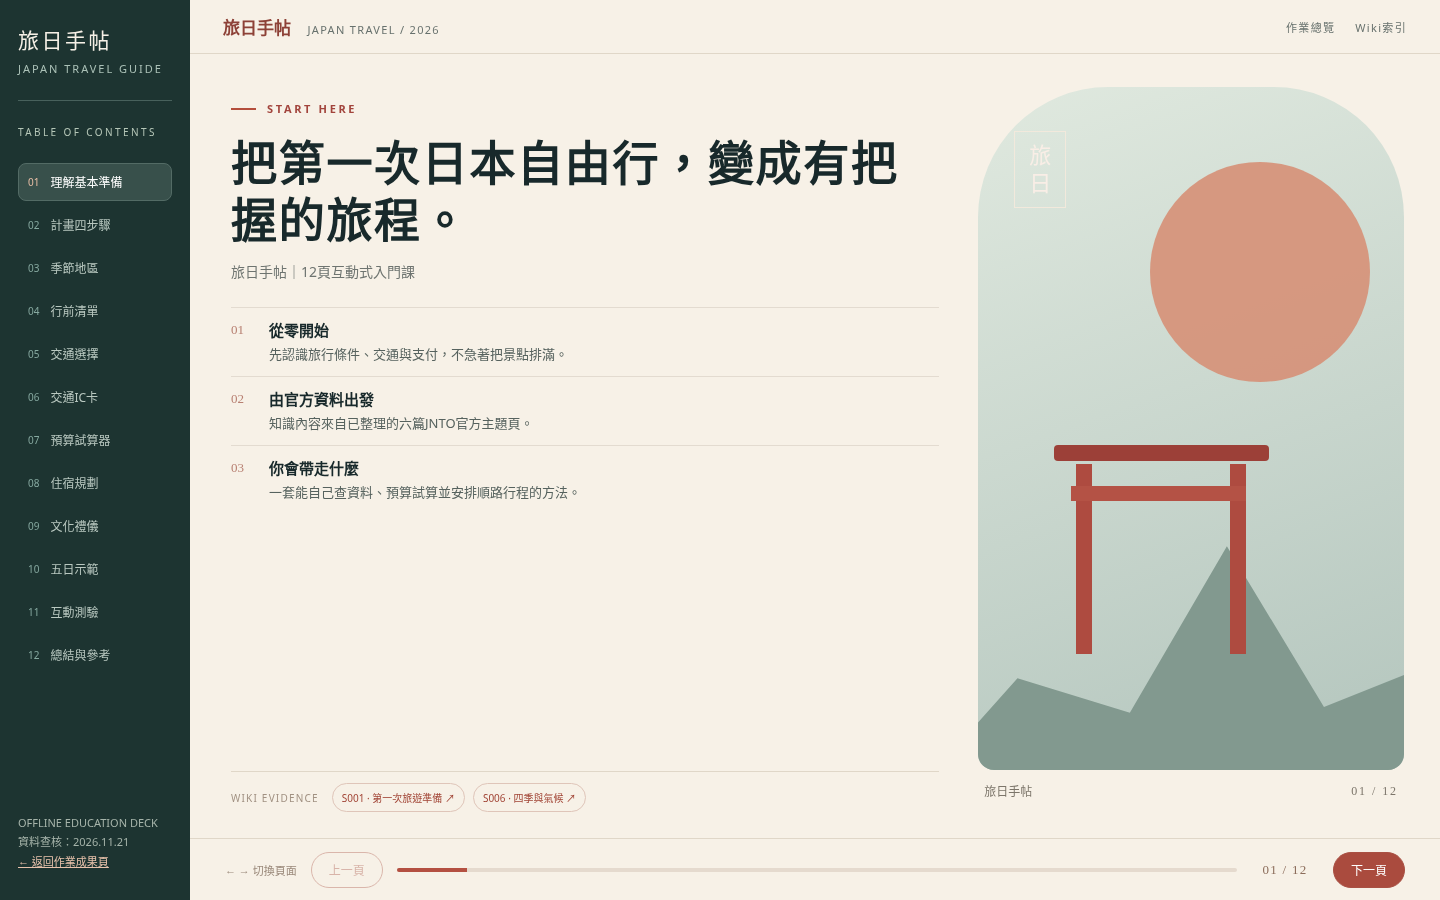 旅日手帖
JAPAN TRAVEL GUIDE
TABLE OF CONTENTS
01 理解基本準備
02 計畫四步驟
03 季節地區
04 行前清單
05 交通選擇
06 交通IC卡
07 預算試算器
08 住宿規劃
09 文化禮儀
10 五日示範
11 互動測驗
12 總結與參考
OFFLINE EDUCATION DECK
資料查核：2026.11.21
← 返回作業成果頁
旅日手帖 JAPAN TRAVEL / 2026
作業總覽 Wiki索引
START HERE
把第一次日本自由行，變成有把
握的旅程。
旅日手帖｜12頁互動式入門課
01 從零開始
先認識旅行條件、交通與支付，不急著把景點排滿。
02 由官方資料出發
知識內容來自已整理的六篇JNTO官方主題頁。
03 你會帶走什麼
一套能自己查資料、預算試算並安排順路行程的方法。
WIKI EVIDENCE S001 · 第一次旅遊準備 ↗ S006 · 四季與氣候 ↗
旅
日
旅日手帖 01 / 12
← → 切換頁面 上一頁 01 / 12 下一頁